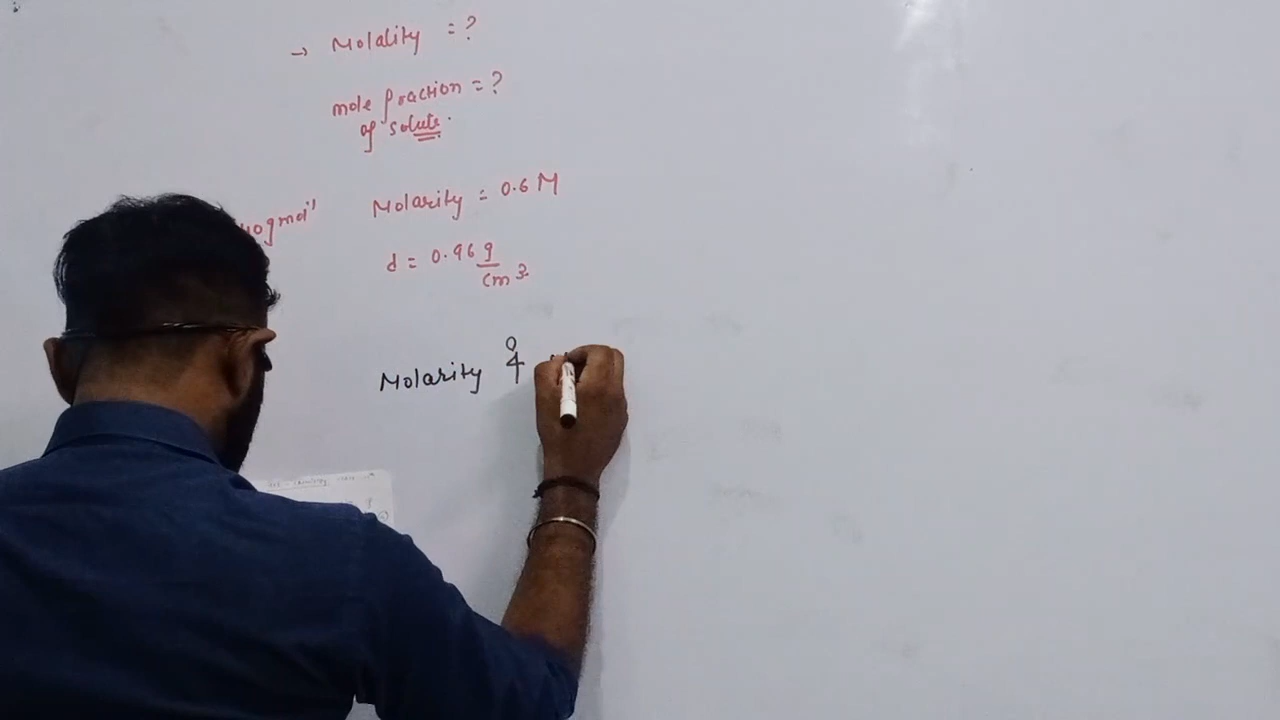 → Molality = ?
mole fraction = ?
of solute.
Molarity = 0.6 M
d = 0.96 g
cm3
Molarity